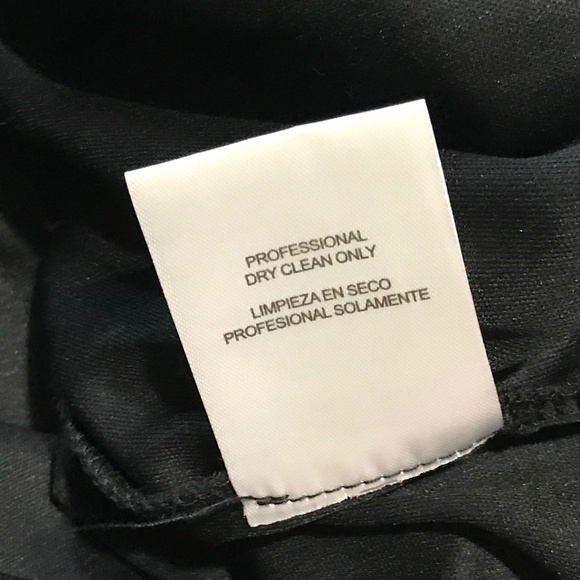 PROFESSIONAL
DRY CLEAN ONLY
LIMPIEZA EN SECO
PROFESIONAL SOLAMENTE